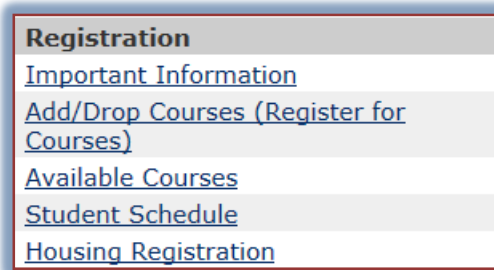 Registration
Important Information
Add/Drop Courses (Register for
Courses)
Available Courses
Student Schedule
Housing Registration